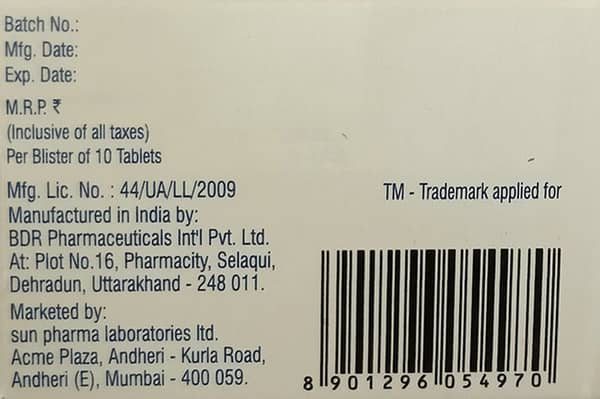 Batch No.:
Mfg. Date:
Exp. Date:
M.R.P. ₹
(Inclusive of all taxes)
Per Blister of 10 Tablets
Mfg. Lic. No. : 44/UA/LL/2009
Manufactured in India by:
BDR Pharmaceuticals Int'l Pvt. Ltd.
At: Plot No.16, Pharmacity, Selaqui,
Dehradun, Uttarakhand - 248 011.
Marketed by:
sun pharma laboratories ltd.
Acme Plaza, Andheri - Kurla Road,
Andheri (E), Mumbai - 400 059.
TM - Trademark applied for
8 901296 054970